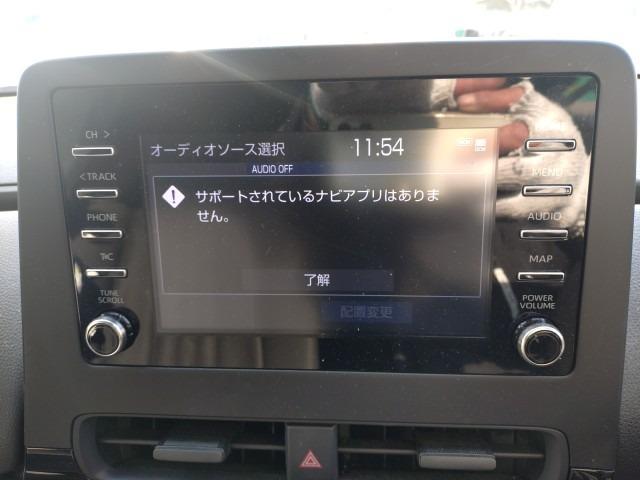 CH >
<TRACK
PHONE
TUNE
SCROLL
オーディオソース選択 11:54
AUDIO OFF
サポートされているナビアプリはありま
せん。
了解
配置変更
MENU
AUDIO
MAP
POWER
VOLUME